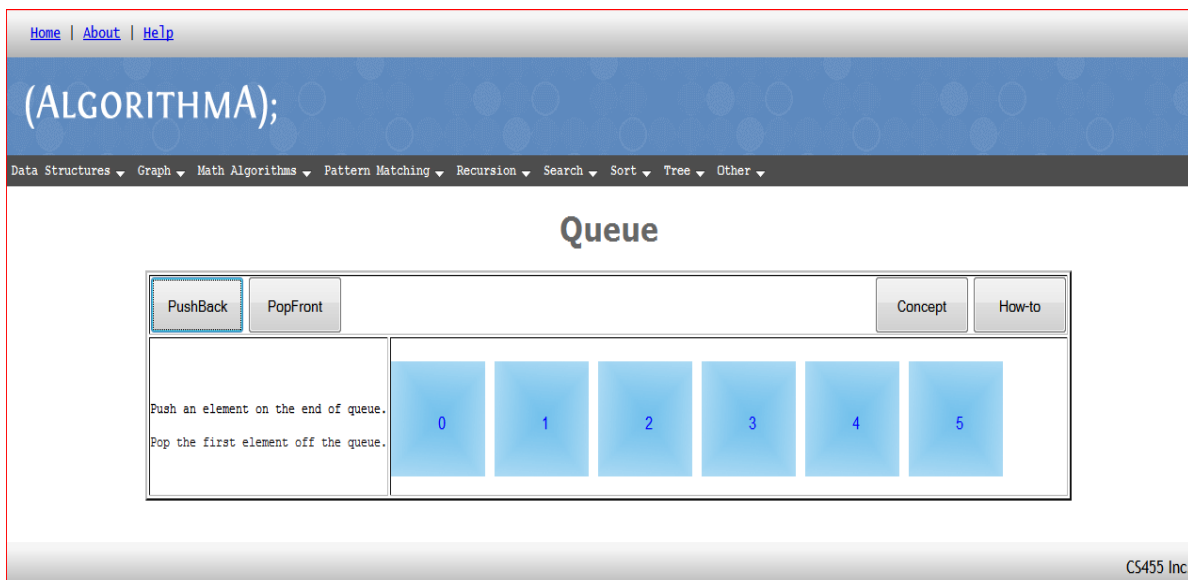 Home | About | Help
(ALGORITHMA);
Data Structures Graph Math Algorithms Pattern Matching Recursion Search Sort Tree Other
Queue
PushBack PopFront Concept How-to
Push an element on the end of queue.
Pop the first element off the queue.
0 1 2 3 4 5
CS455 Inc